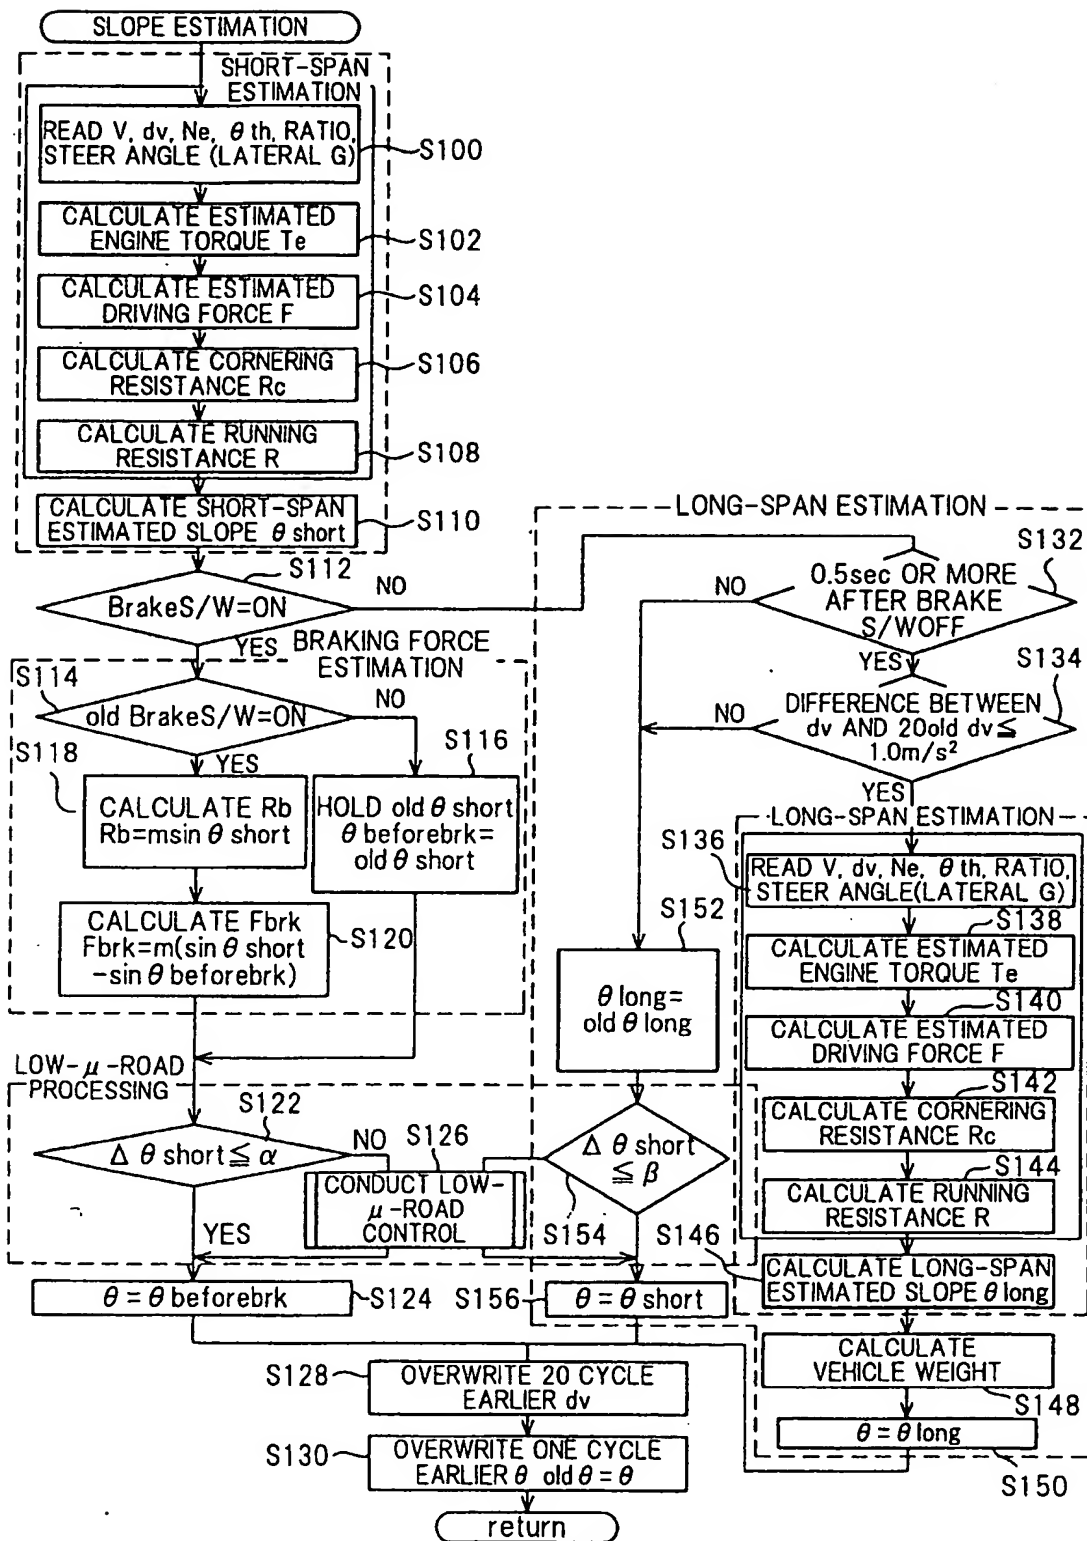 SLOPE ESTIMATION
SHORT-SPAN
ESTIMATION
READ V, dv, Ne, θ th, RATIO,
STEER ANGLE (LATERAL G)
S100
CALCULATE ESTIMATED
ENGINE TORQUE Te
S102
CALCULATE ESTIMATED
DRIVING FORCE F
S104
CALCULATE CORNERING
RESISTANCE Rc
S106
CALCULATE RUNNING
RESISTANCE R
S108
CALCULATE SHORT-SPAN
ESTIMATED SLOPE θ short
S110
S112
BrakeS/W=ON
NO
YES
BRAKING FORCE
ESTIMATION
S114
old BrakeS/W=ON
NO
YES
S116
HOLD old θ short
θ beforebrk=
old θ short
S118
CALCULATE Rb
Rb=msin θ short
CALCULATE Fbrk
Fbrk=m(sin θ short
-sin θ beforebrk)
S120
LOW-μ-ROAD
PROCESSING
S122
Δ θ short≦ α
NO
YES
S126
CONDUCT LOW-
μ-ROAD
CONTROL
θ = θ beforebrk
S124
LONG-SPAN ESTIMATION
S132
0.5sec OR MORE
AFTER BRAKE
S/WOFF
NO
YES
S134
DIFFERENCE BETWEEN
dv AND 20old dv≦
1.0m/s²
NO
YES
LONG-SPAN ESTIMATION
S136
READ V, dv, Ne, θ th, RATIO,
STEER ANGLE(LATERAL G)
S138
CALCULATE ESTIMATED
ENGINE TORQUE Te
S140
CALCULATE ESTIMATED
DRIVING FORCE F
S142
CALCULATE CORNERING
RESISTANCE Rc
S144
CALCULATE RUNNING
RESISTANCE R
S146
CALCULATE LONG-SPAN
ESTIMATED SLOPE θ long
CALCULATE
VEHICLE WEIGHT
S148
θ = θ long
S150
S152
θ long=
old θ long
Δ θ short
≦ β
S154
S156
θ = θ short
S128
OVERWRITE 20 CYCLE
EARLIER dv
S130
OVERWRITE ONE CYCLE
EARLIER θ old θ = θ
return